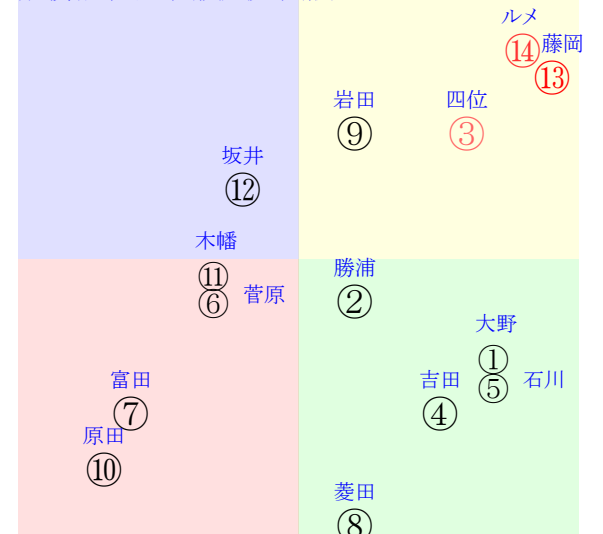 ルメ
⑭
藤岡
⑬
岩田
⑨
四位
③
坂井
⑫
木幡
⑪
⑥
菅原
勝浦
②
大野
①
⑤
石川
吉田
④
富田
⑦
原田
⑩
菱田
⑧